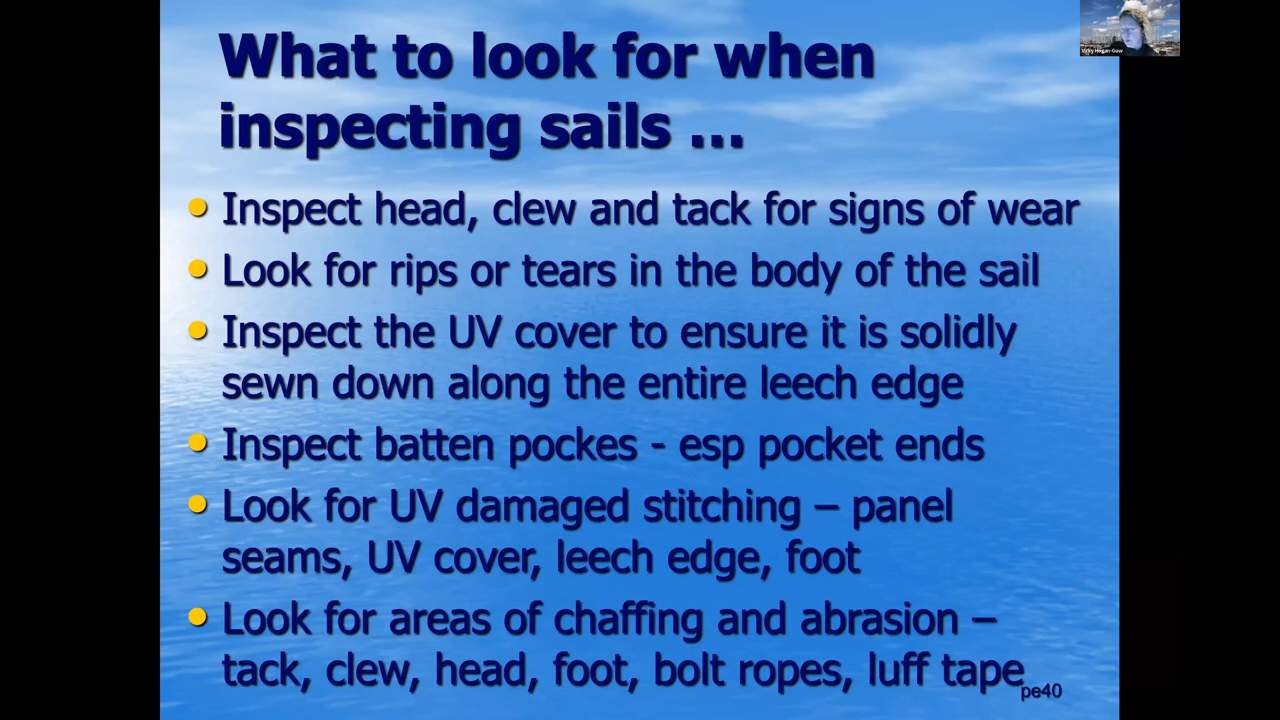 What to look for when
inspecting sails ...
• Inspect head, clew and tack for signs of wear
• Look for rips or tears in the body of the sail
• Inspect the UV cover to ensure it is solidly
sewn down along the entire leech edge
• Inspect batten pockes - esp pocket ends
• Look for UV damaged stitching – panel
seams, UV cover, leech edge, foot
• Look for areas of chaffing and abrasion –
tack, clew, head, foot, bolt ropes, luff tape
pe40
Vicky Hogan-Gow